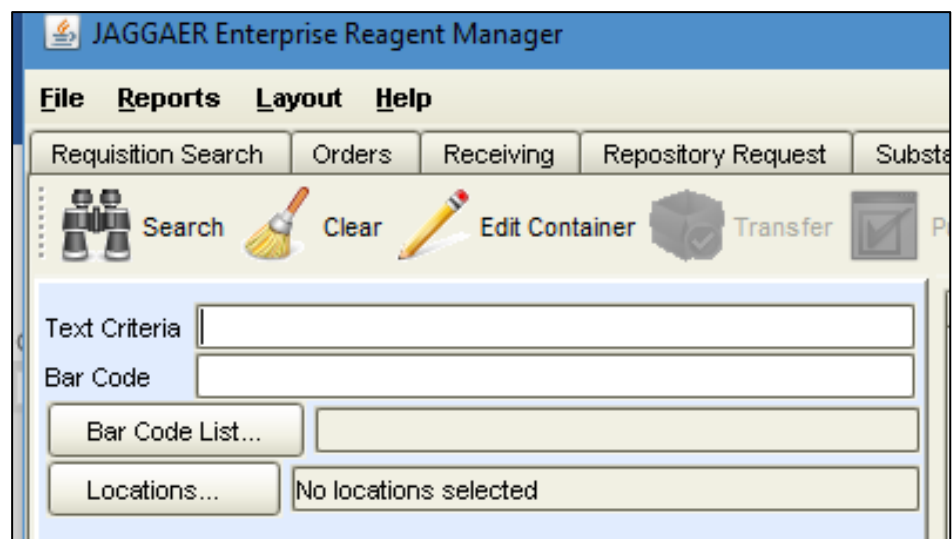 JAGGAER Enterprise Reagent Manager
File Reports Layout Help
Requisition Search Orders Receiving Repository Request
Search Clear Edit Container Transfer
Text Criteria
Bar Code
Bar Code List...
Locations... No locations selected